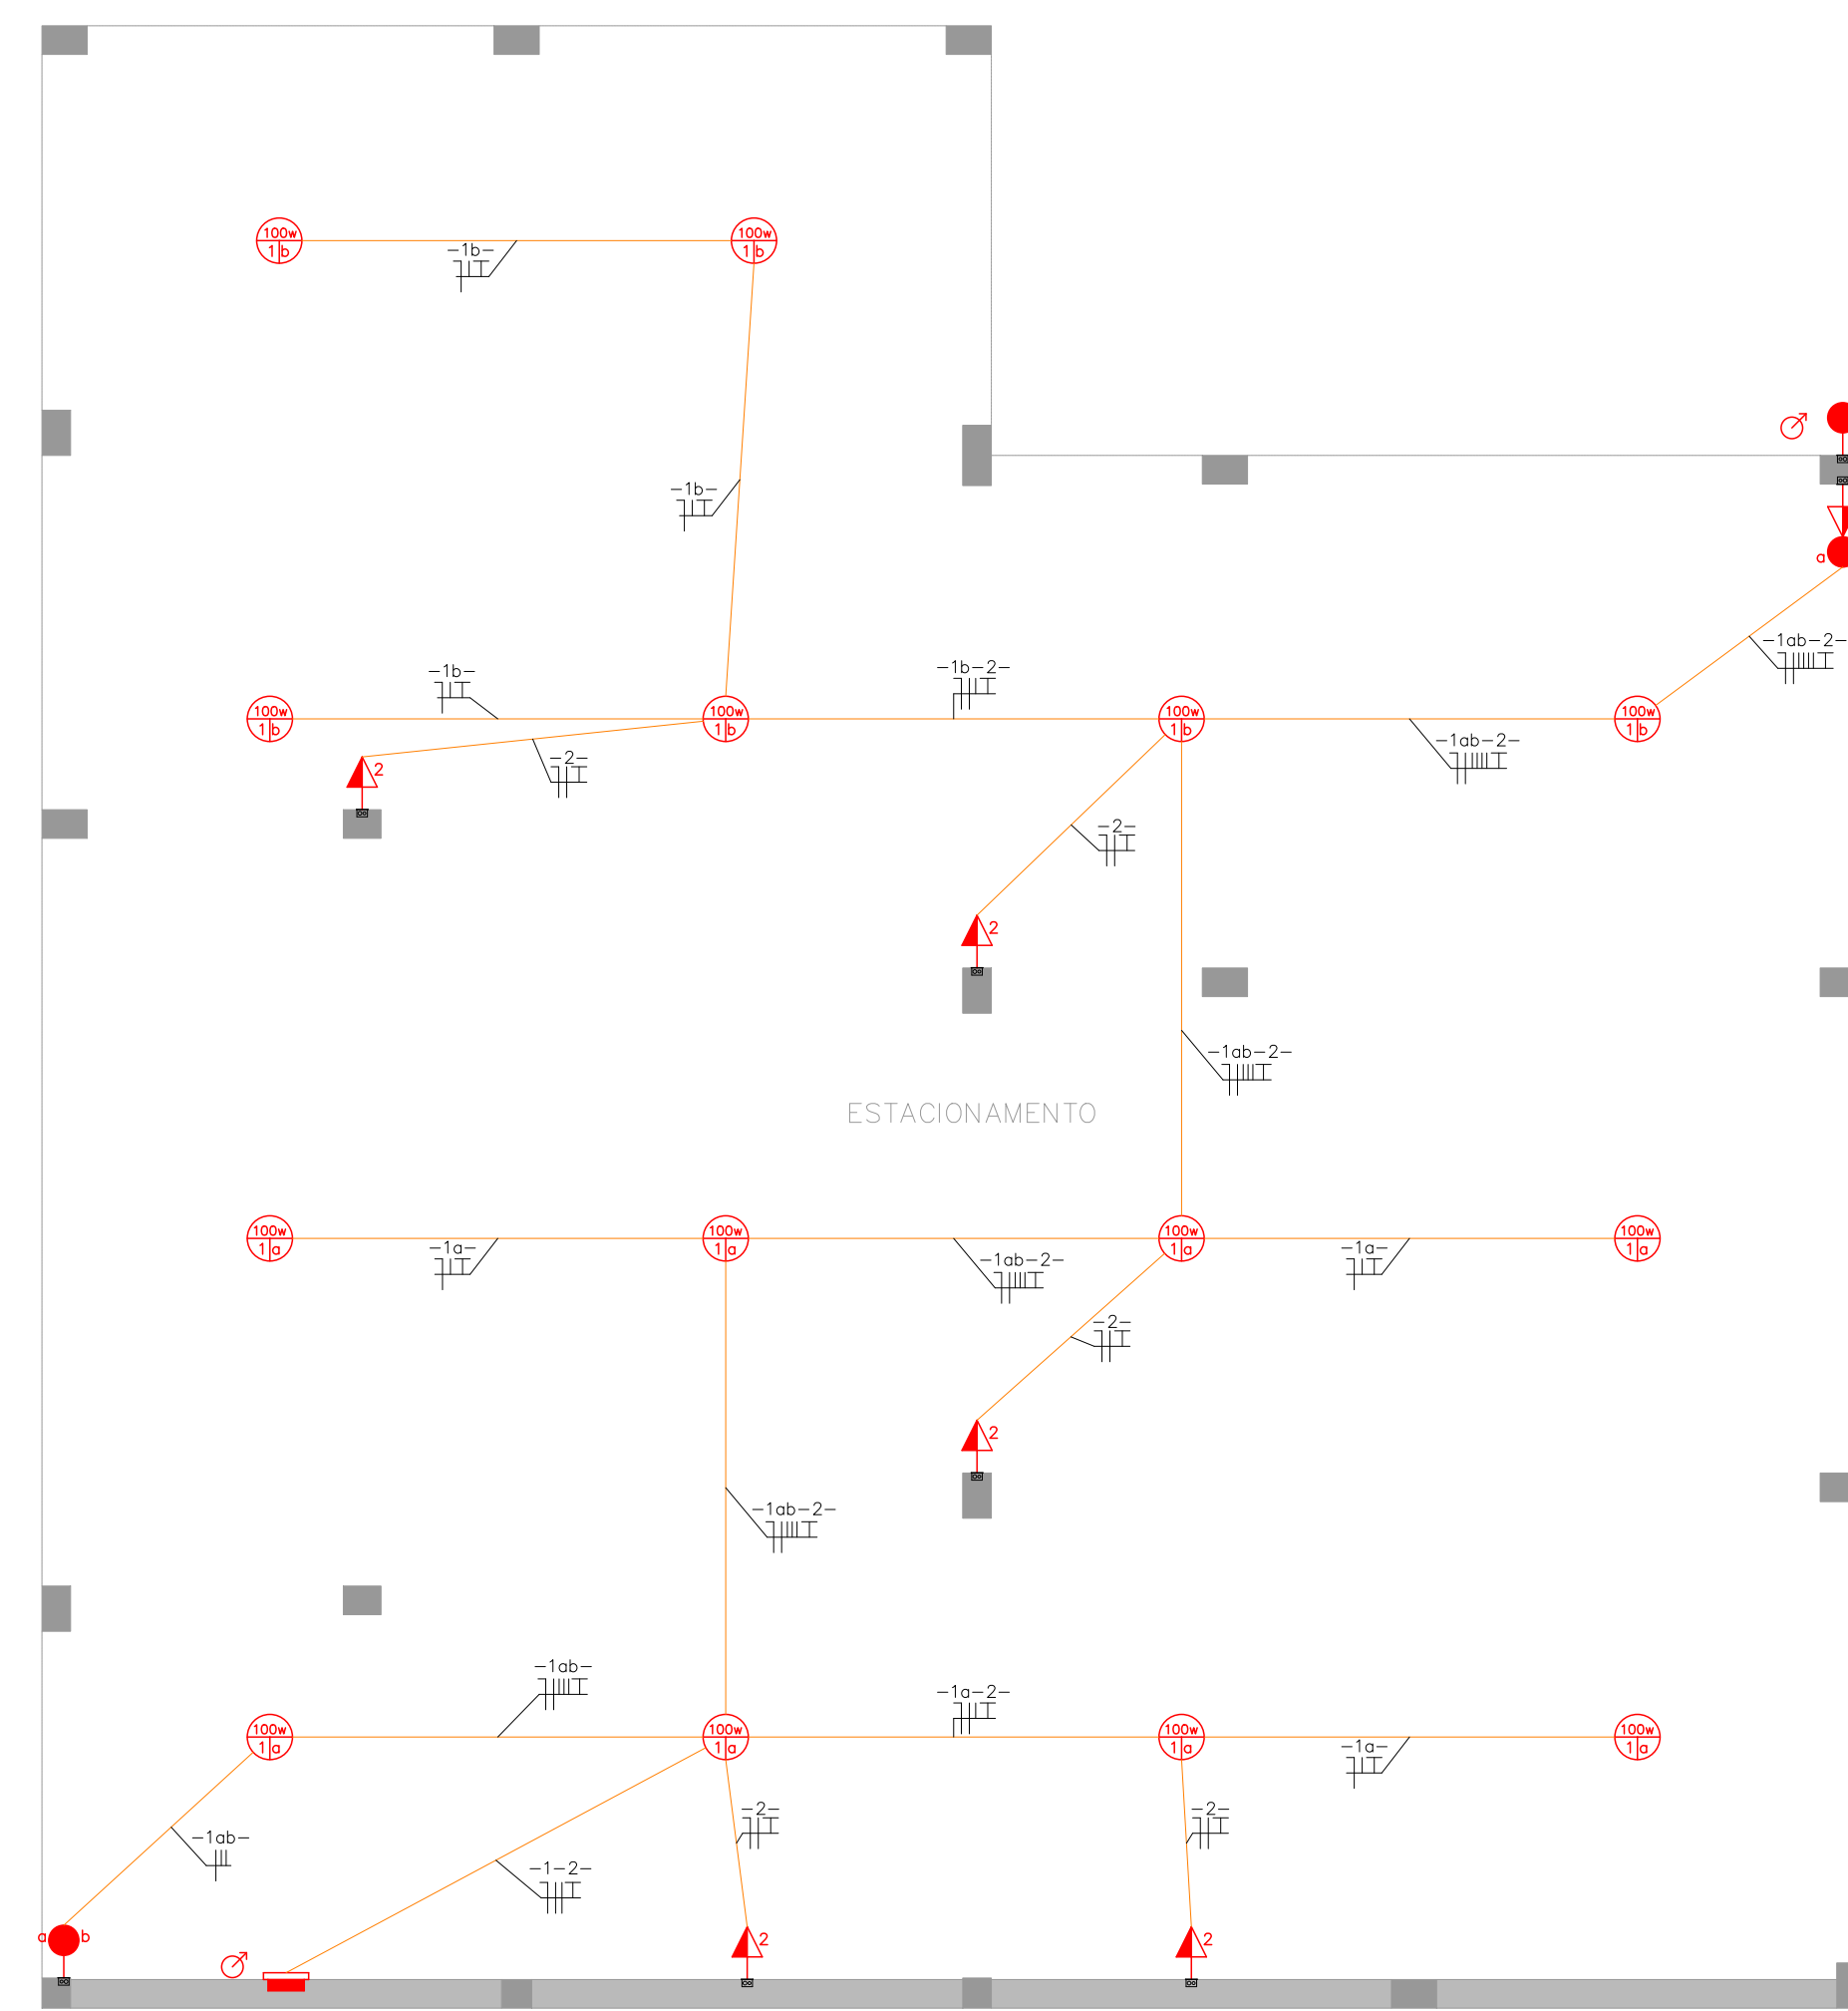 100w 100w
1 b 1 b
-1b-
-1b-
a
-1ab-2-
-1b- -1b-2-
100w 100w 100w 100w
1 b 1 b 1 b 1 b
-1ab-2-
-2-
2
-2-
2
-1ab-2-
ESTACIONAMENTO
100w 100w 100w 100w
1 a 1 a 1 a 1 a
-1a- -1ab-2- -1a-
-2-
2
-1ab-2-
-1ab- -1a-2-
100w 100w 100w 100w
1 a 1 a 1 a 1 a
-1a-
-2- -2-
-1ab-
-1-2-
a b 2 2